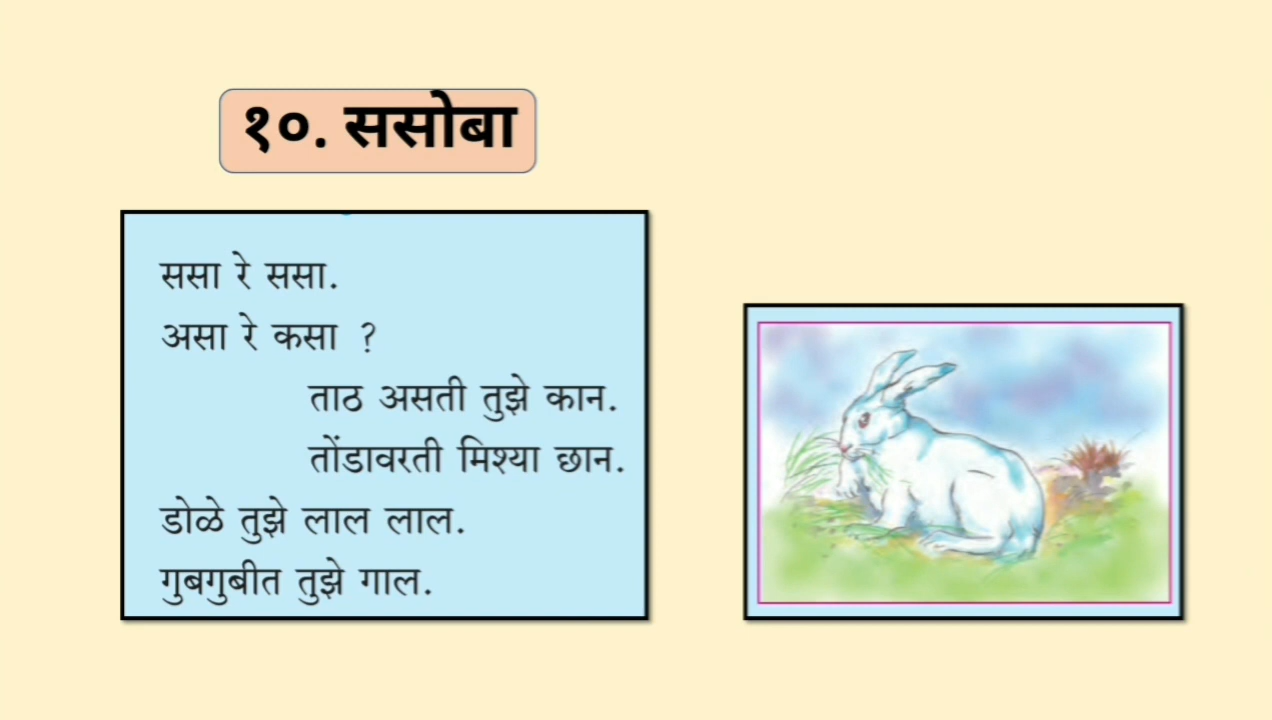 १०. ससोबा
ससा रे ससा.
असा रे कसा ?
ताठ असती तुझे कान.
तोंडावरती मिश्या छान.
डोळे तुझे लाल लाल.
गुबगुबीत तुझे गाल.